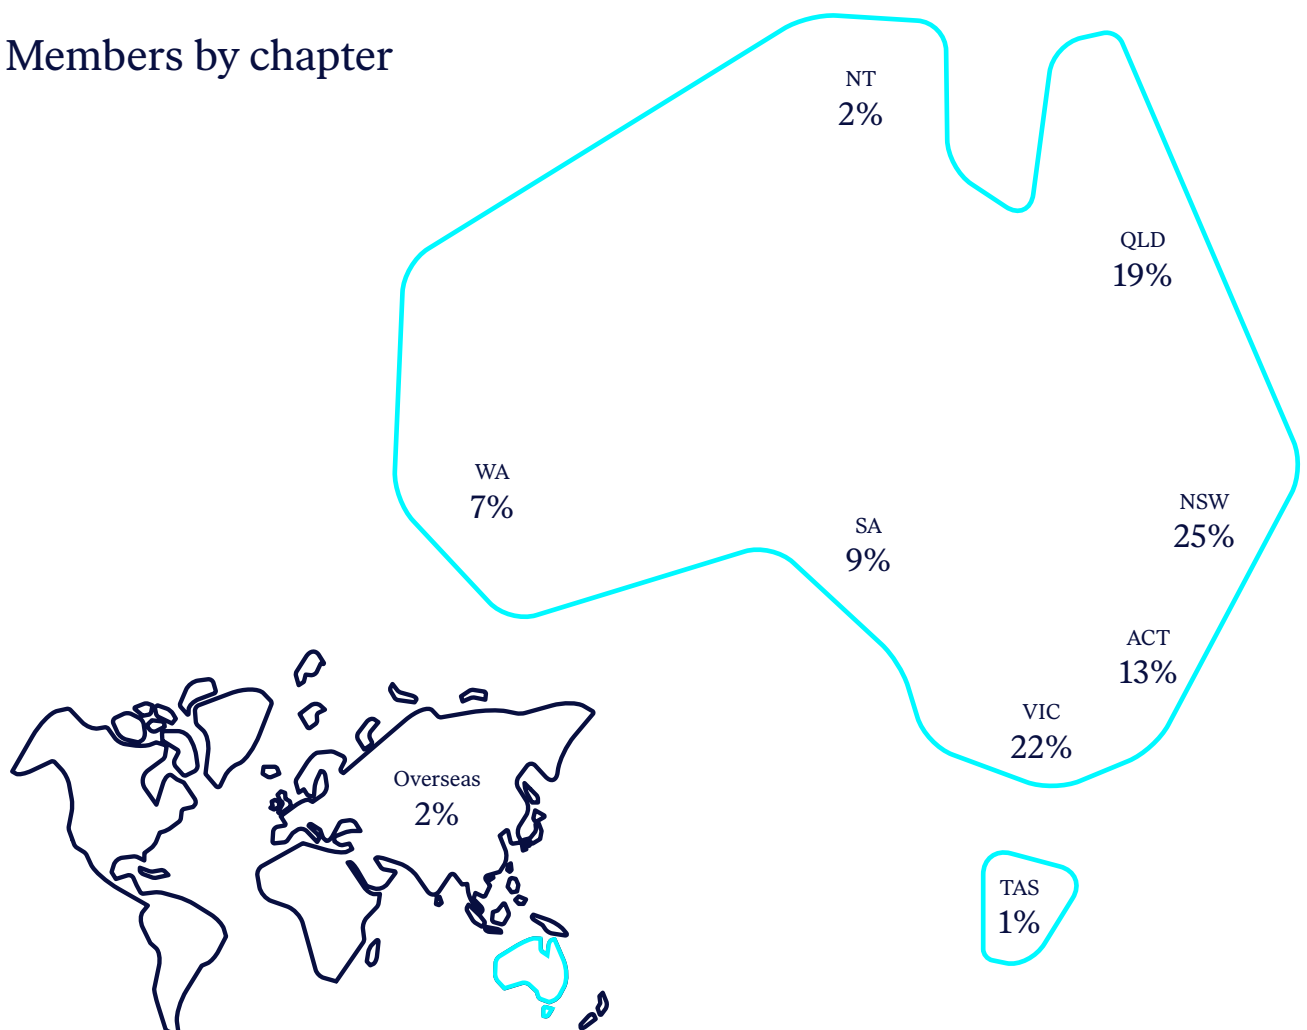 Members by chapter
NT
2%
QLD
19%
WA
7%
SA
9%
NSW
25%
ACT
13%
VIC
22%
Overseas
2%
TAS
1%